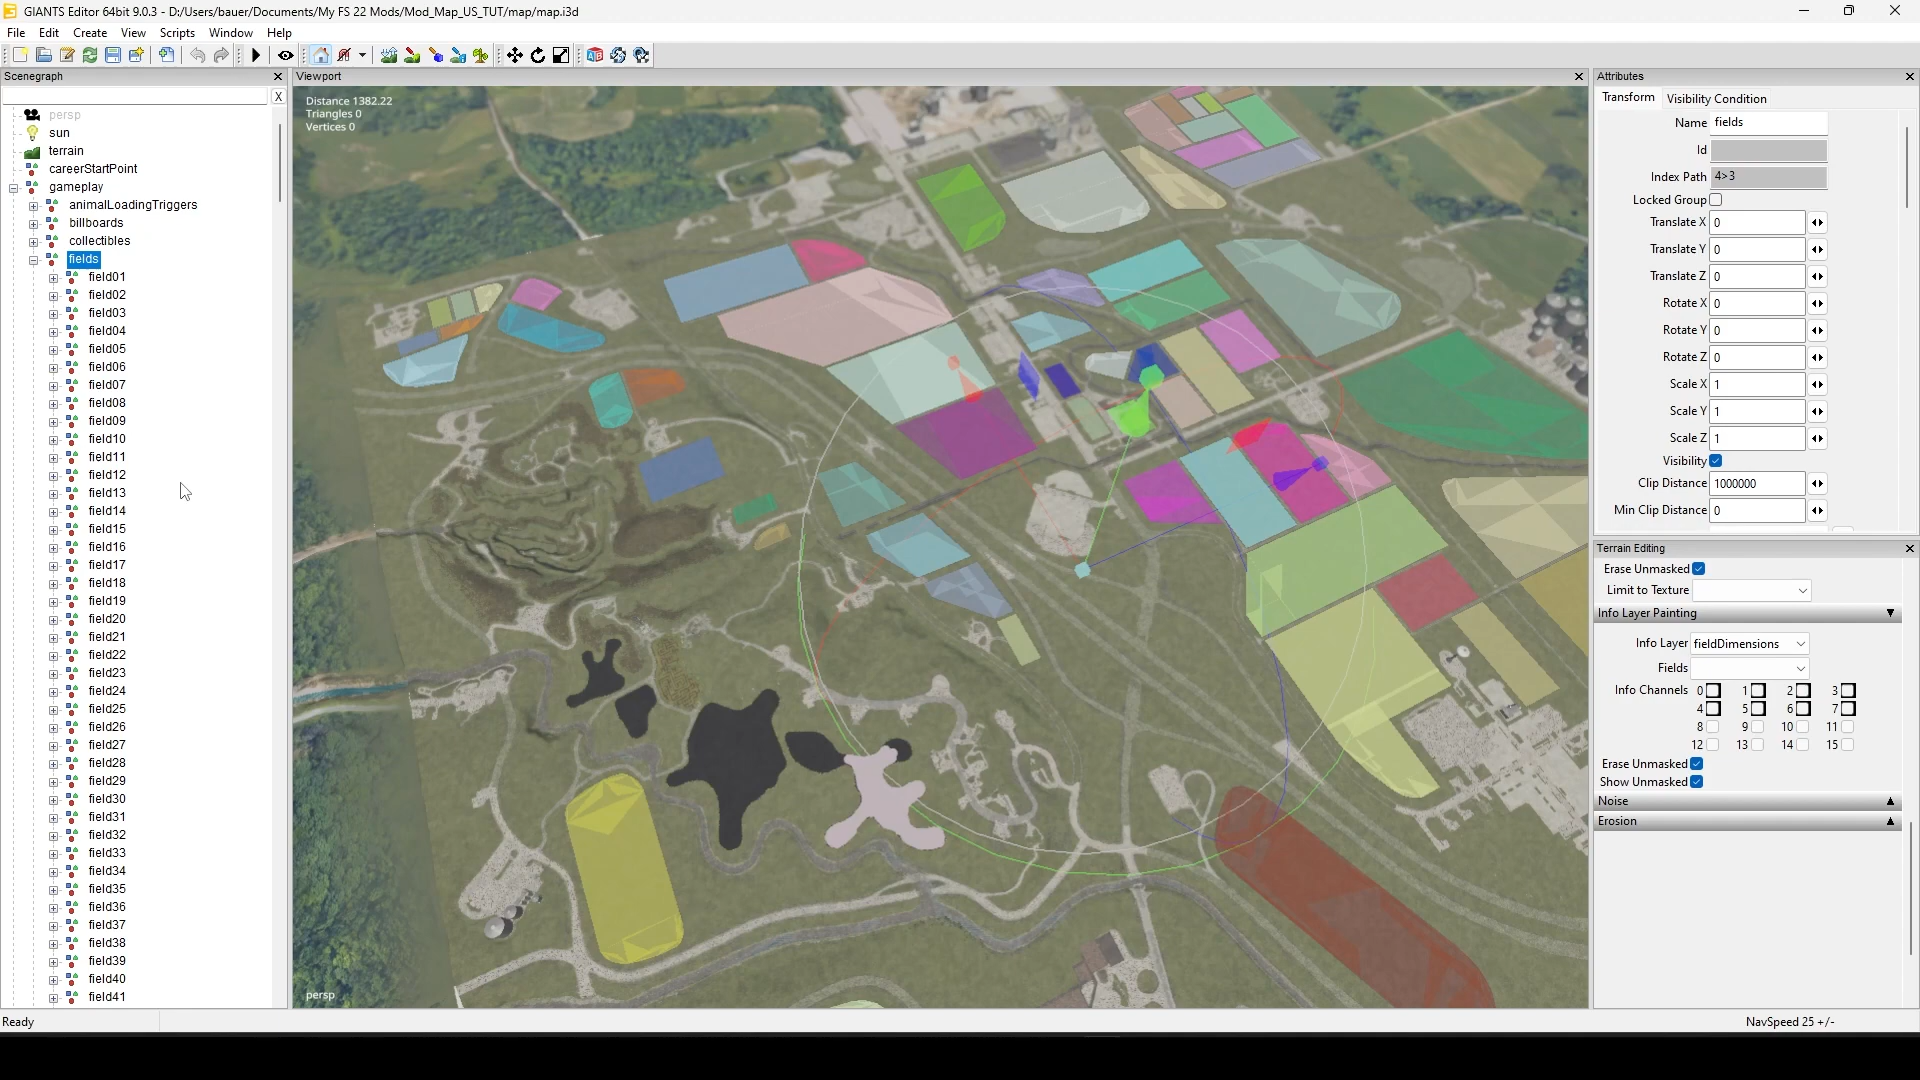 GIANTS Editor 64bit 9.0.3 - D:/Users/bauer/Documents/My FS 22 Mods/Mod_Map_US_TUT/map/map.i3d
File Edit Create View Scripts Window Help
Scenegraph
X
persp
sun
terrain
careerStartPoint
gameplay
animalLoadingTriggers
billboards
collectibles
fields
field01
field02
field03
field04
field05
field06
field07
field08
field09
field10
field11
field12
field13
field14
field15
field16
field17
field18
field19
field20
field21
field22
field23
field24
field25
field26
field27
field28
field29
field30
field31
field32
field33
field34
field35
field36
field37
field38
field39
field40
field41
Viewport
Distance 1382.22
Triangles 0
Vertices 0
persp
Attributes
Transform Visibility Condition
Name fields
Id
Index Path 4>3
Locked Group
Translate X 0
Translate Y 0
Translate Z 0
Rotate X 0
Rotate Y 0
Rotate Z 0
Scale X 1
Scale Y 1
Scale Z 1
Visibility
Clip Distance 1000000
Min Clip Distance 0
Terrain Editing
Erase Unmasked
Limit to Texture
Info Layer Painting
Info Layer fieldDimensions
Fields
Info Channels 0 1 2 3
4 5 6 7
8 9 10 11
12 13 14 15
Erase Unmasked
Show Unmasked
Noise
Erosion
Ready
NavSpeed 25 +/-